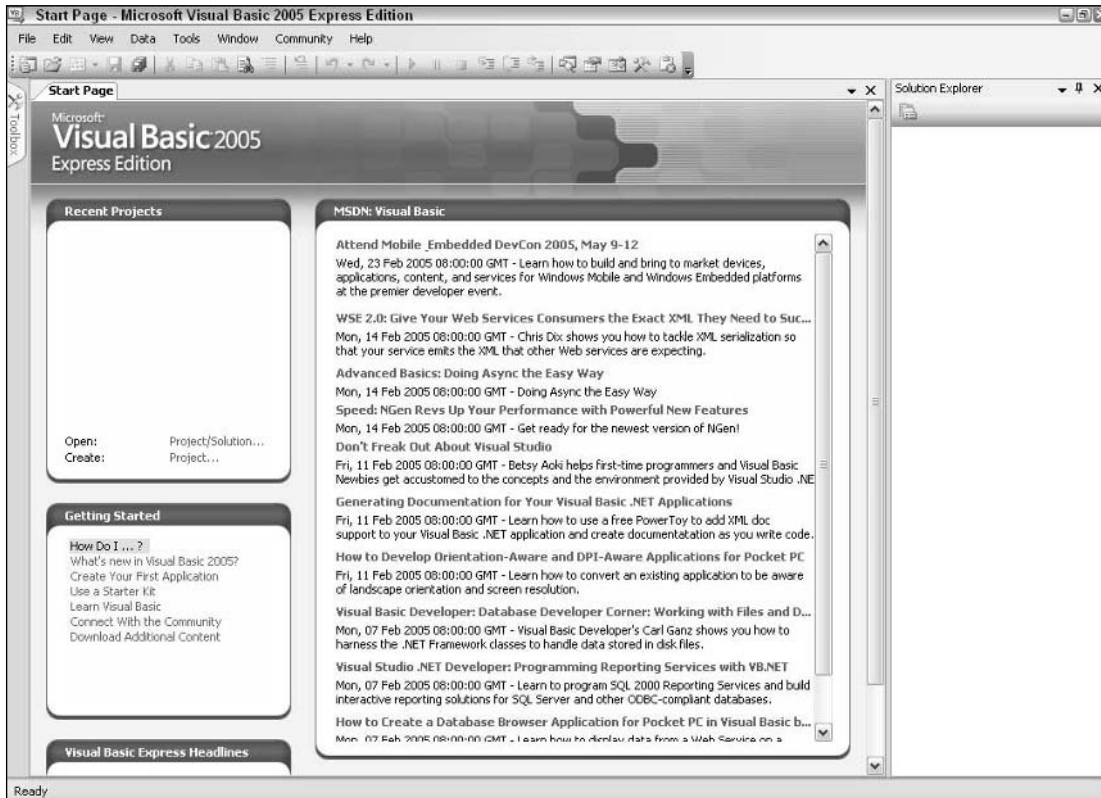 Start Page - Microsoft Visual Basic 2005 Express Edition
File Edit View Data Tools Window Community Help
Toolbox
Start Page
Solution Explorer
Microsoft
Visual Basic 2005
Express Edition
Recent Projects
Open: Project/Solution...
Create: Project...
Getting Started
How Do I ... ?
What's new in Visual Basic 2005?
Create Your First Application
Use a Starter Kit
Learn Visual Basic
Connect With the Community
Download Additional Content
Visual Basic Express Headlines
MSDN: Visual Basic
Attend Mobile_Embedded DevCon 2005, May 9-12
Wed, 23 Feb 2005 08:00:00 GMT - Learn how to build and bring to market devices,
applications, content, and services for Windows Mobile and Windows Embedded platforms
at the premier developer event.
WSE 2.0: Give Your Web Services Consumers the Exact XML They Need to Suc...
Mon, 14 Feb 2005 08:00:00 GMT - Chris Dix shows you how to tackle XML serialization so
that your service emits the XML that other Web services are expecting.
Advanced Basics: Doing Async the Easy Way
Mon, 14 Feb 2005 08:00:00 GMT - Doing Async the Easy Way
Speed: NGen Revs Up Your Performance with Powerful New Features
Mon, 14 Feb 2005 08:00:00 GMT - Get ready for the newest version of NGen!
Don't Freak Out About Visual Studio
Fri, 11 Feb 2005 08:00:00 GMT - Betsy Aoki helps first-time programmers and Visual Basic
Newbies get accustomed to the concepts and the environment provided by Visual Studio .NE
Generating Documentation for Your Visual Basic .NET Applications
Fri, 11 Feb 2005 08:00:00 GMT - Learn how to use a free PowerToy to add XML doc
support to your Visual Basic .NET application and create documentatation as you write code.
How to Develop Orientation-Aware and DPI-Aware Applications for Pocket PC
Fri, 11 Feb 2005 08:00:00 GMT - Learn how to convert an existing application to be aware
of landscape orientation and screen resolution.
Visual Basic Developer: Database Developer Corner: Working with Files and D...
Mon, 07 Feb 2005 08:00:00 GMT - Visual Basic Developer's Carl Ganz shows you how to
harness the .NET Framework classes to handle data stored in disk files.
Visual Studio .NET Developer: Programming Reporting Services with VB.NET
Mon, 07 Feb 2005 08:00:00 GMT - Learn to program SQL 2000 Reporting Services and build
interactive reporting solutions for SQL Server and other ODBC-compliant databases.
How to Create a Database Browser Application for Pocket PC in Visual Basic b...
Mon, 07 Feb 2005 08:00:00 GMT - Learn how to display data from a Web Service on a
Ready